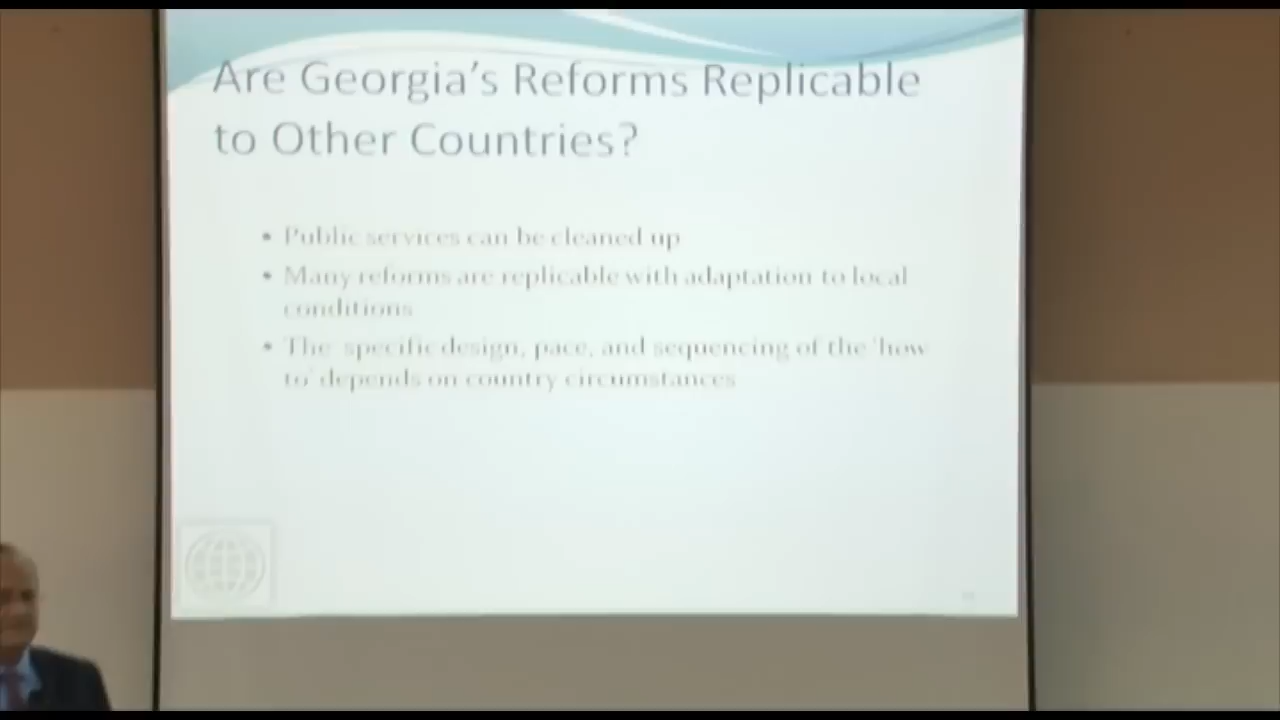 Are Georgia's Reforms Replicable
to Other Countries?
• Public services can be cleaned up
• Many reforms are replicable with adaptation to local
conditions
• The specific design, pace, and sequencing of the 'how
to' depends on country circumstances